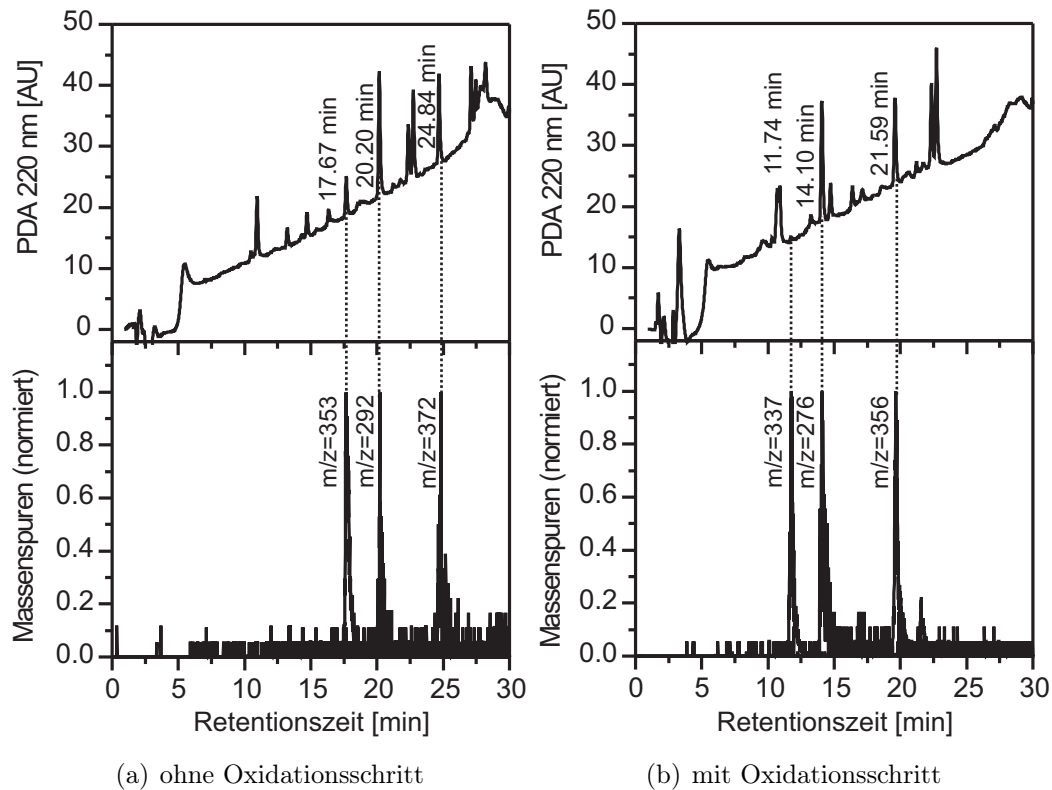 50
40
30
20
10
0
PDA 220 nm [AU]
17.67 min
20.20 min
24.84 min
1.0
0.8
0.6
0.4
0.2
0.0
Massenspuren (normiert)
m/z=353
m/z=292
m/z=372
0 5 10 15 20 25 30
Retentionszeit [min]
(a) ohne Oxidationsschritt
50
40
30
20
10
0
PDA 220 nm [AU]
11.74 min
14.10 min
21.59 min
1.0
0.8
0.6
0.4
0.2
0.0
Massenspuren (normiert)
m/z=337
m/z=276
m/z=356
0 5 10 15 20 25 30
Retentionszeit [min]
(b) mit Oxidationsschritt